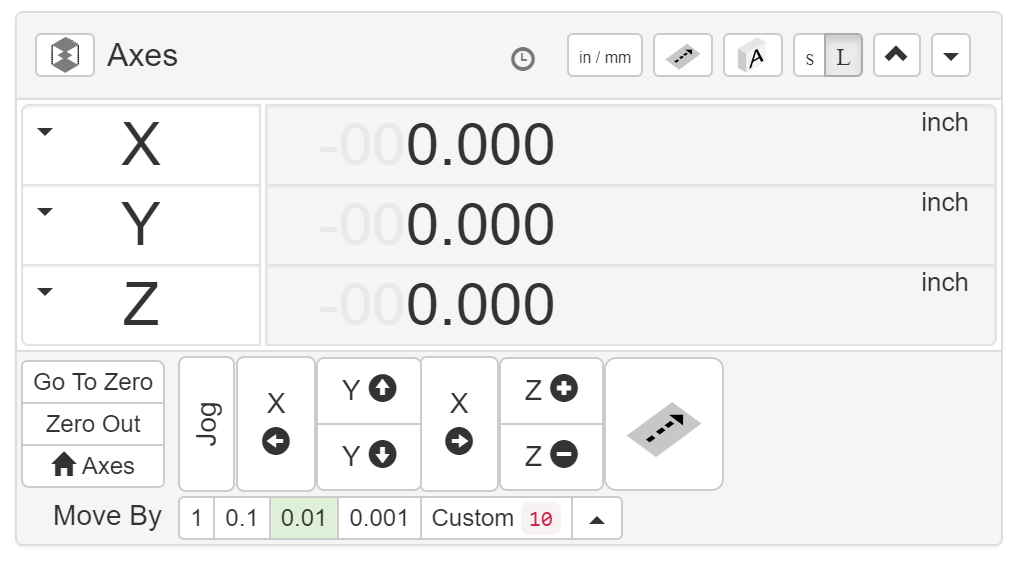 Axes in / mm A s L
X -000.000 inch
Y -000.000 inch
Z -000.000 inch
Go To Zero
Zero Out
Axes
Jog
X
Y
Y
X
Z
Z
Move By 1 0.1 0.01 0.001 Custom 10